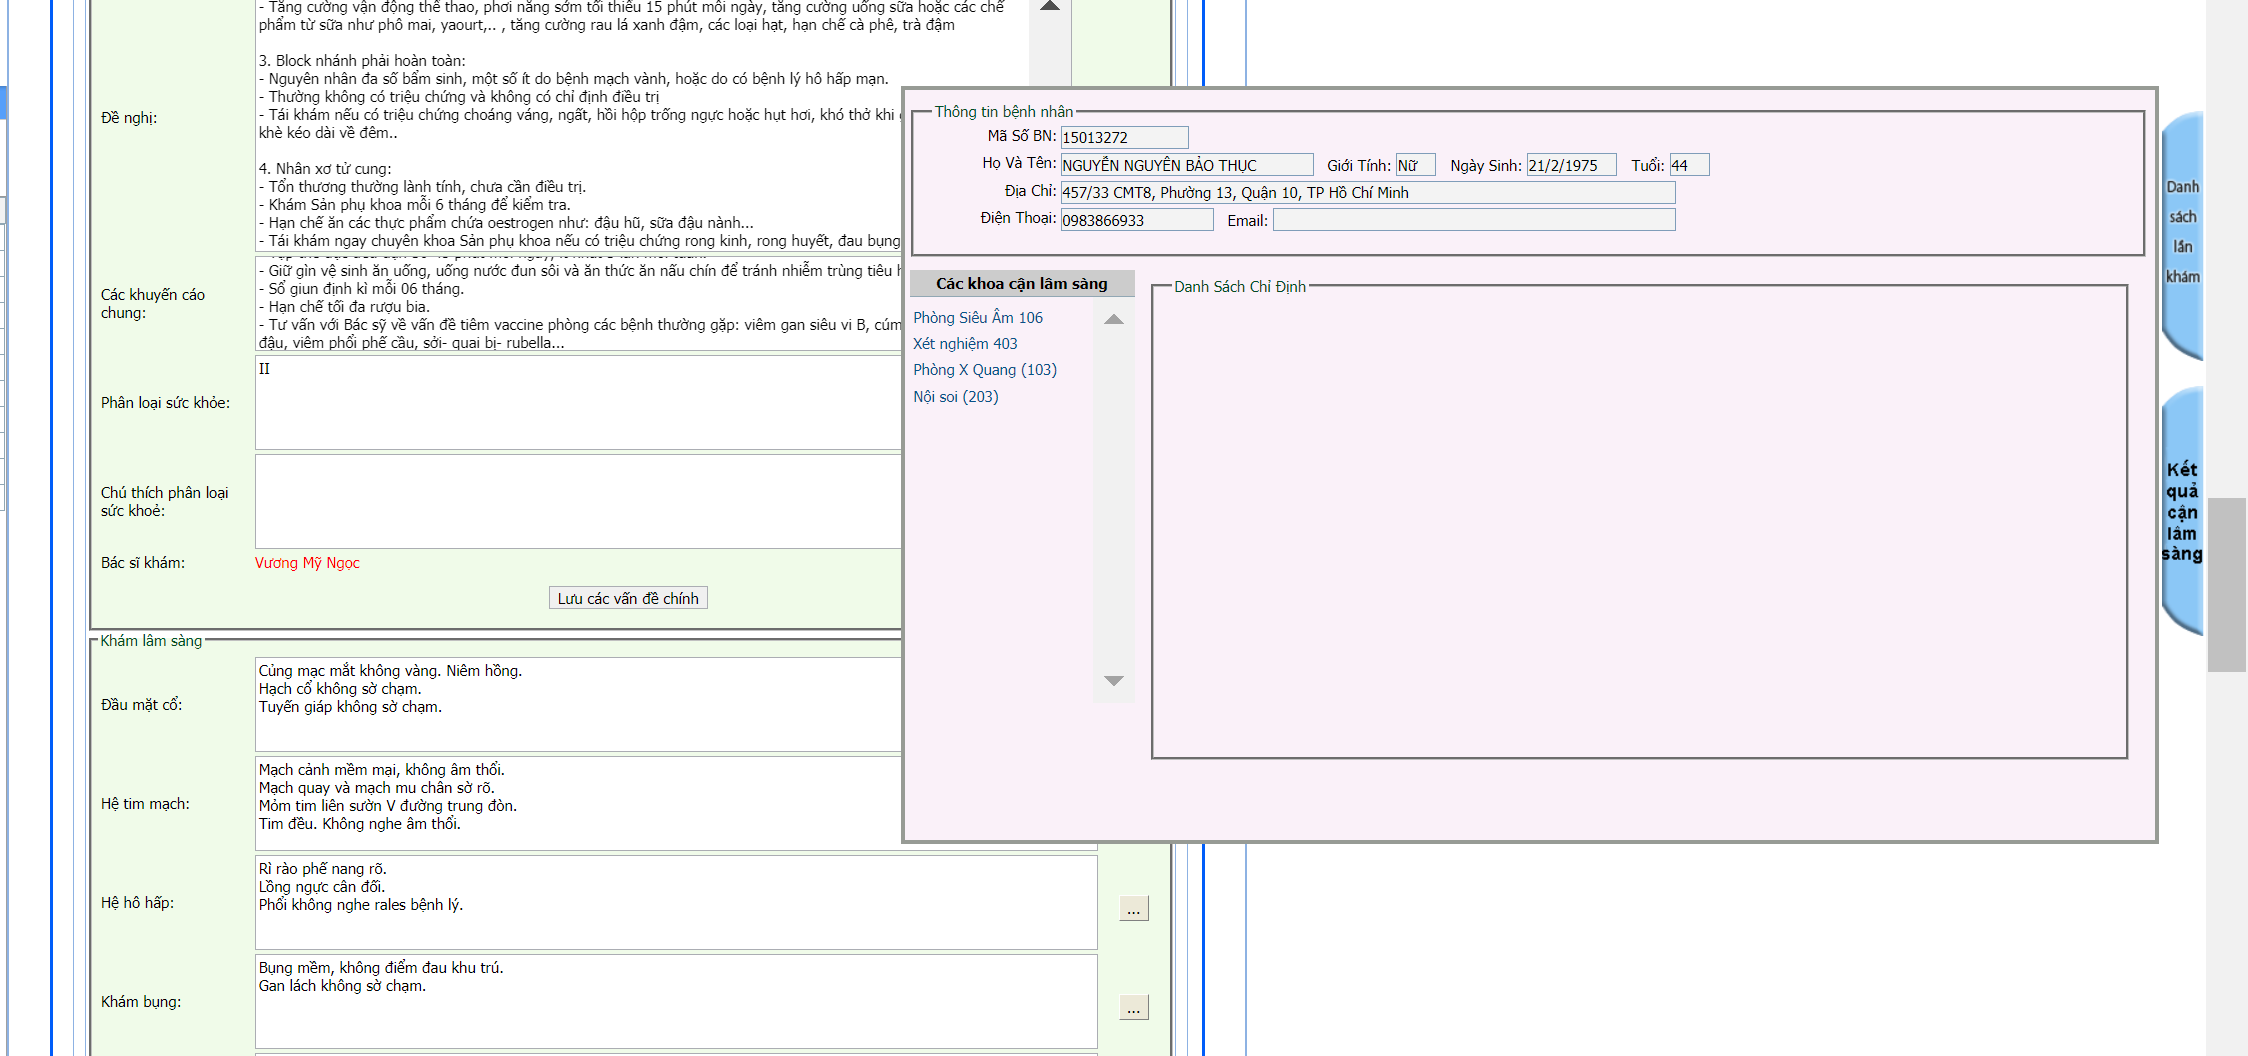 - Tăng cường vận động thể thao, phơi nắng sớm tối thiểu 15 phút mỗi ngày, tăng cường uống sữa hoặc các chế
phẩm từ sữa như phô mai, yaourt,.. , tăng cường rau lá xanh đậm, các loại hạt, hạn chế cà phê, trà đậm
3. Block nhánh phải hoàn toàn:
- Nguyên nhân đa số bẩm sinh, một số ít do bệnh mạch vành, hoặc do có bệnh lý hô hấp mạn.
- Thường không có triệu chứng và không có chỉ định điều trị
Đề nghị:
- Tái khám nếu có triệu chứng choáng váng, ngất, hồi hộp trống ngực hoặc hụt hơi, khó thở khi
khè kéo dài về đêm..
4. Nhân xơ tử cung:
- Tổn thương thường lành tính, chưa cần điều trị.
- Khám Sản phụ khoa mỗi 6 tháng để kiểm tra.
- Hạn chế ăn các thực phẩm chứa oestrogen như: đậu hũ, sữa đậu nành...
- Tái khám ngay chuyên khoa Sản phụ khoa nếu có triệu chứng rong kinh, rong huyết, đau bụng
Các khuyến cáo
chung:
- Giữ gìn vệ sinh ăn uống, uống nước đun sôi và ăn thức ăn nấu chín để tránh nhiễm trùng tiêu
- Sổ giun định kì mỗi 06 tháng.
- Hạn chế tối đa rượu bia.
- Tư vấn với Bác sỹ về vấn đề tiêm vaccine phòng các bệnh thường gặp: viêm gan siêu vi B, cúm
đậu, viêm phổi phế cầu, sởi- quai bị- rubella...
Phân loại sức khỏe:
II
Chú thích phân loại
sức khoẻ:
Bác sĩ khám: Vương Mỹ Ngọc
Lưu các vấn đề chính
Khám lâm sàng
Đầu mặt cổ:
Củng mạc mắt không vàng. Niêm hồng.
Hạch cổ không sờ chạm.
Tuyến giáp không sờ chạm.
Hệ tim mạch:
Mạch cảnh mềm mại, không âm thổi.
Mạch quay và mạch mu chân sờ rõ.
Mỏm tim liên sườn V đường trung đòn.
Tim đều. Không nghe âm thổi.
Hệ hô hấp:
Rì rào phế nang rõ.
Lồng ngực cân đối.
Phổi không nghe rales bệnh lý.
...
Khám bụng:
Bụng mềm, không điểm đau khu trú.
Gan lách không sờ chạm.
...
Thông tin bệnh nhân
Mã Số BN: 15013272
Họ Và Tên: NGUYỄN NGUYÊN BẢO THỤC Giới Tính: Nữ Ngày Sinh: 21/2/1975 Tuổi: 44
Địa Chỉ: 457/33 CMT8, Phường 13, Quận 10, TP Hồ Chí Minh
Điện Thoại: 0983866933 Email:
Các khoa cận lâm sàng
Phòng Siêu Âm 106
Xét nghiệm 403
Phòng X Quang (103)
Nội soi (203)
Danh Sách Chỉ Định
Danh
sách
lần
khám
Kết
quả
cận
lâm
sàng